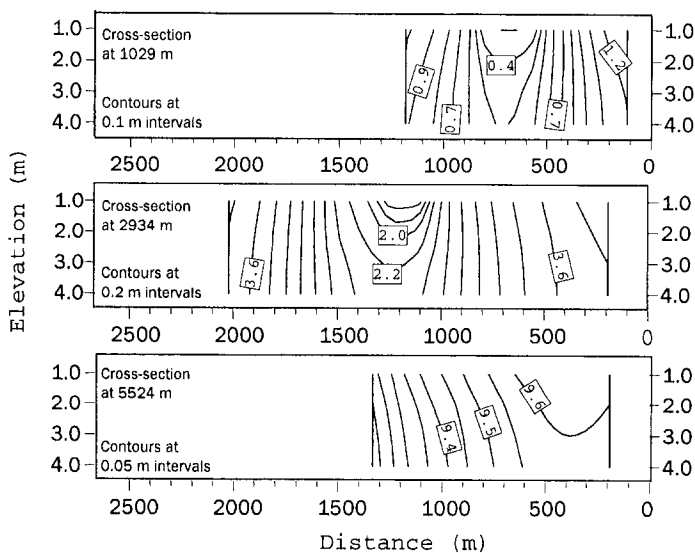 Cross-section
at 1029 m
Contours at
0.1 m intervals
1.0 1.0
2.0 2.0
3.0 3.0
4.0 4.0
0.9 0.7 0.4 0.7 1.2
2500 2000 1500 1000 500 0
Elevation (m)
Cross-section
at 2934 m
Contours at
0.2 m intervals
1.0 1.0
2.0 2.0
3.0 3.0
4.0 4.0
3.6 2.0 2.2 3.6
2500 2000 1500 1000 500 0
Cross-section
at 5524 m
Contours at
0.05 m intervals
1.0 1.0
2.0 2.0
3.0 3.0
4.0 4.0
9.4 9.5 9.6
2500 2000 1500 1000 500 0
Distance (m)